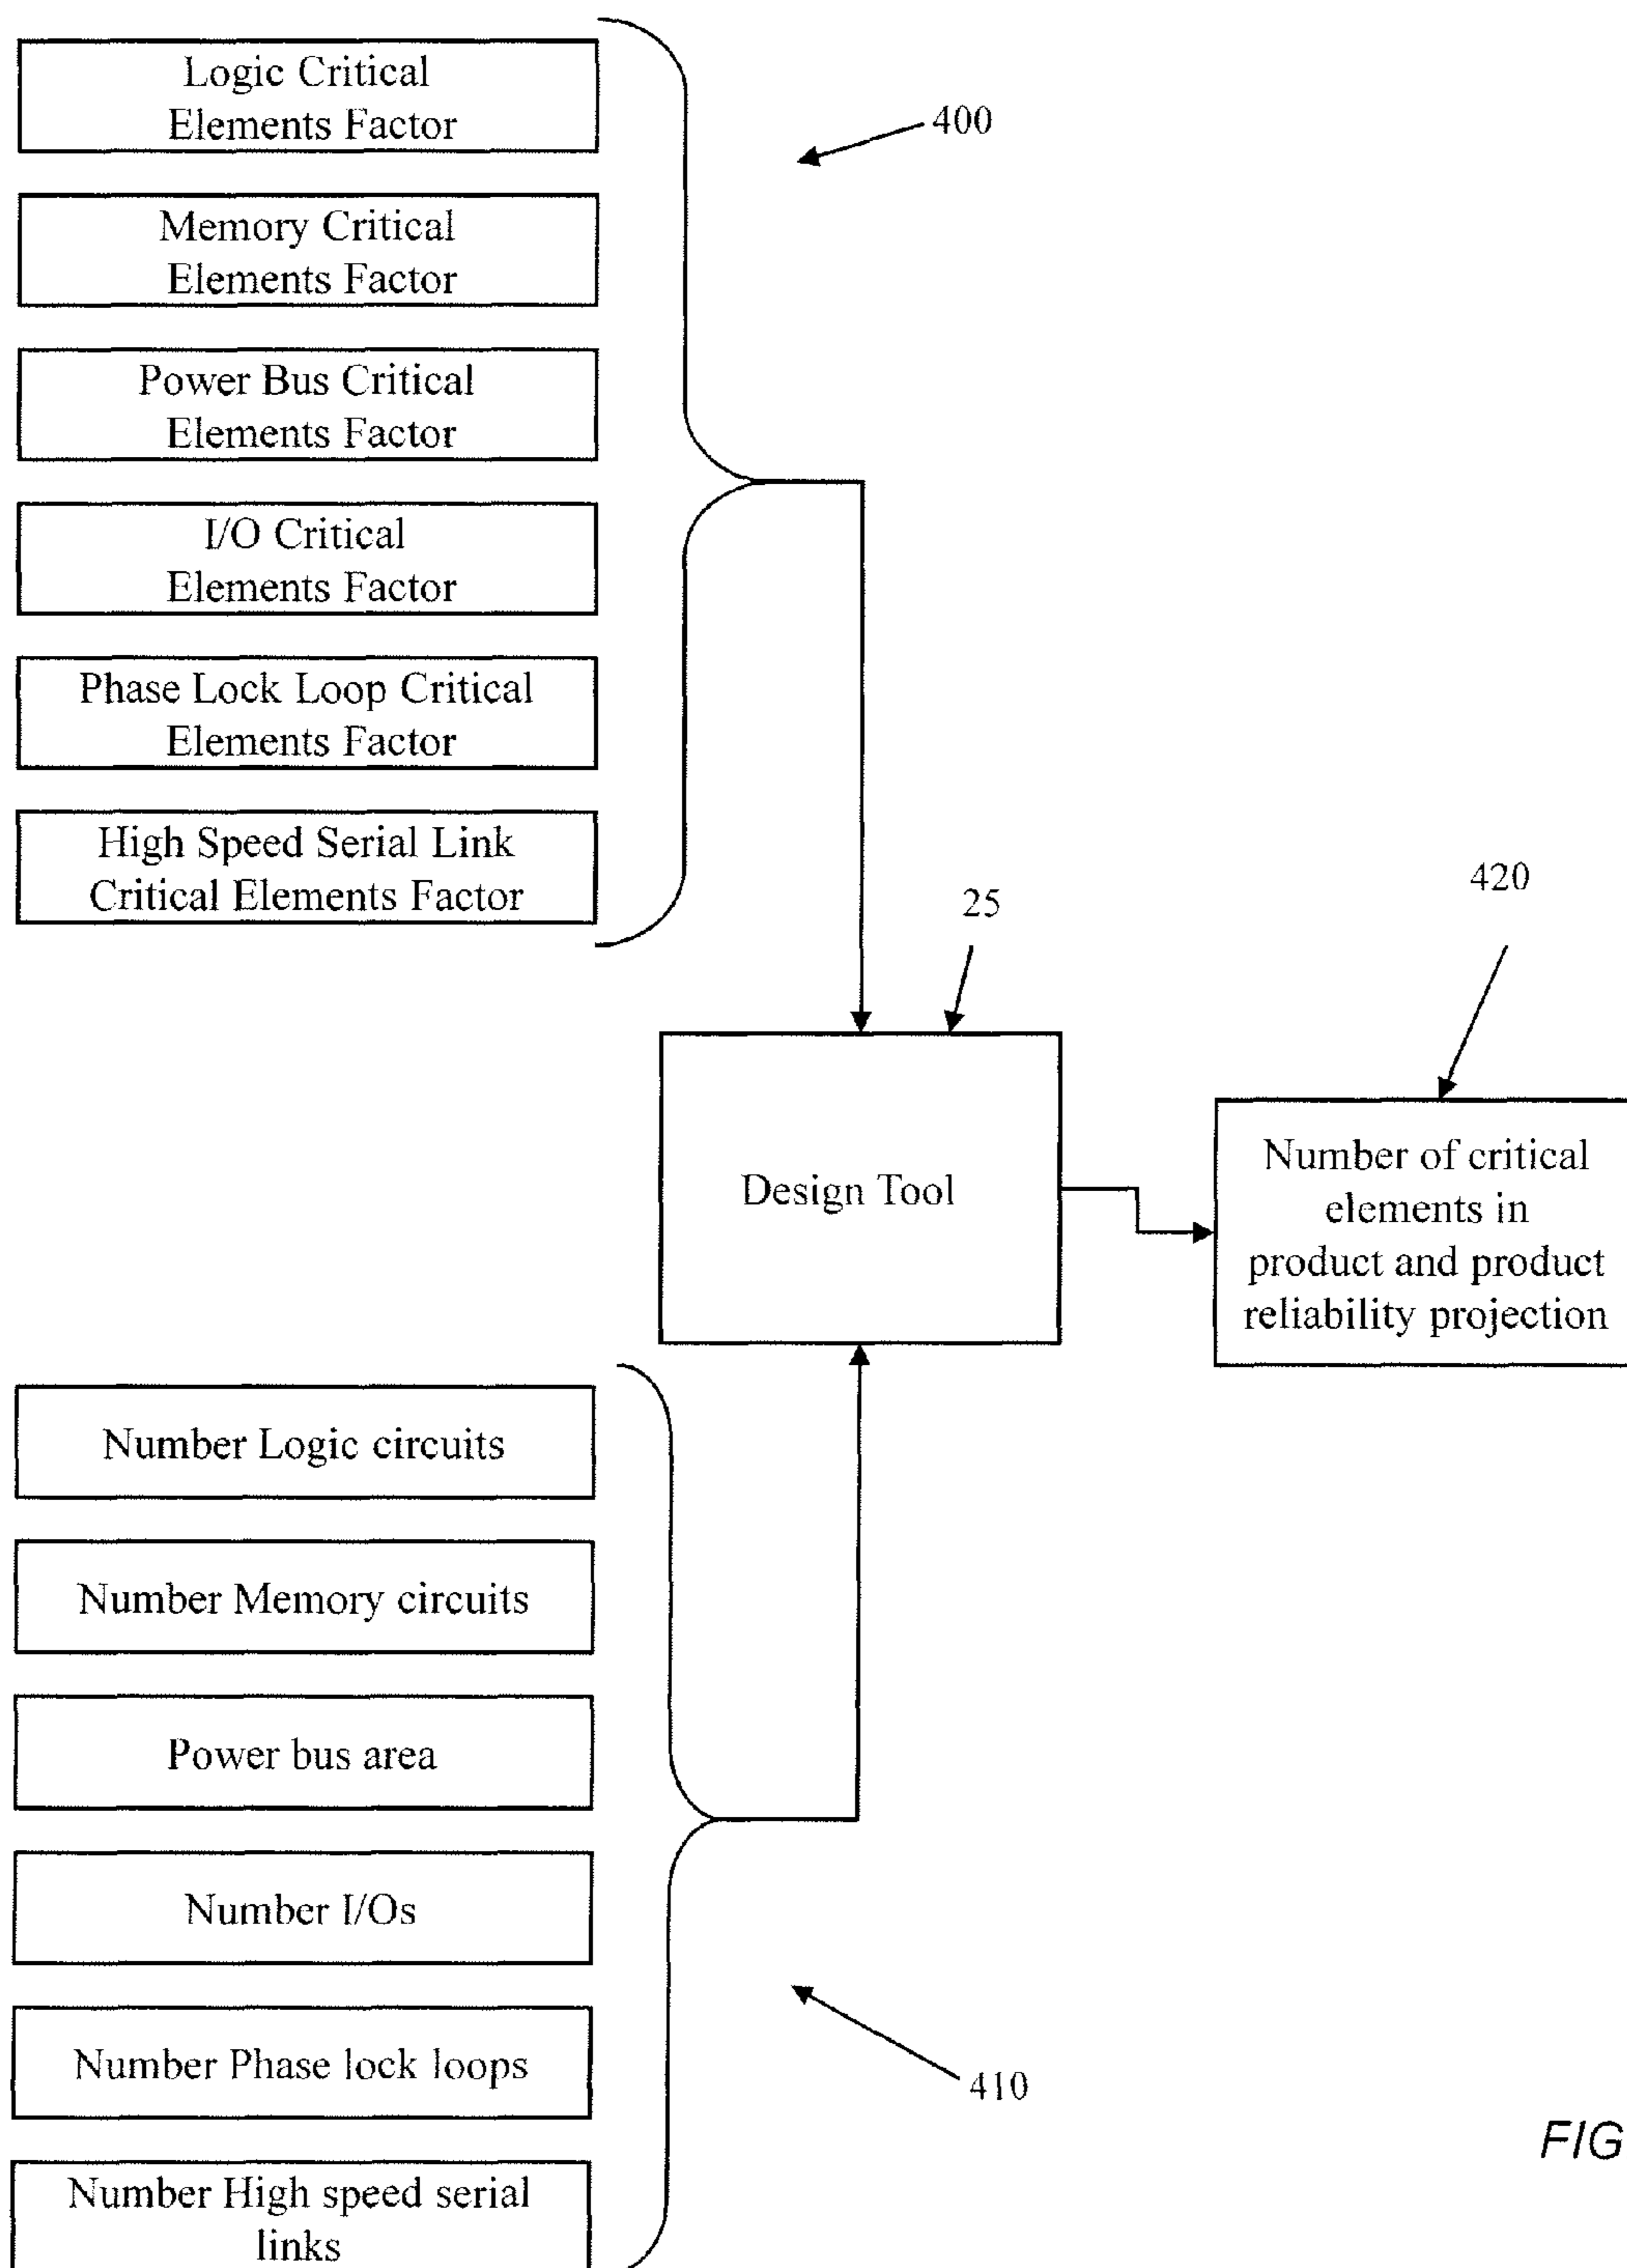 Logic Critical
Elements Factor
400
Memory Critical
Elements Factor
Power Bus Critical
Elements Factor
I/O Critical
Elements Factor
Phase Lock Loop Critical
Elements Factor
High Speed Serial Link
Critical Elements Factor
25
420
Design Tool
Number of critical
elements in
product and product
reliability projection
Number Logic circuits
Number Memory circuits
Power bus area
Number I/Os
Number Phase lock loops
410
Number High speed serial
links
FIG